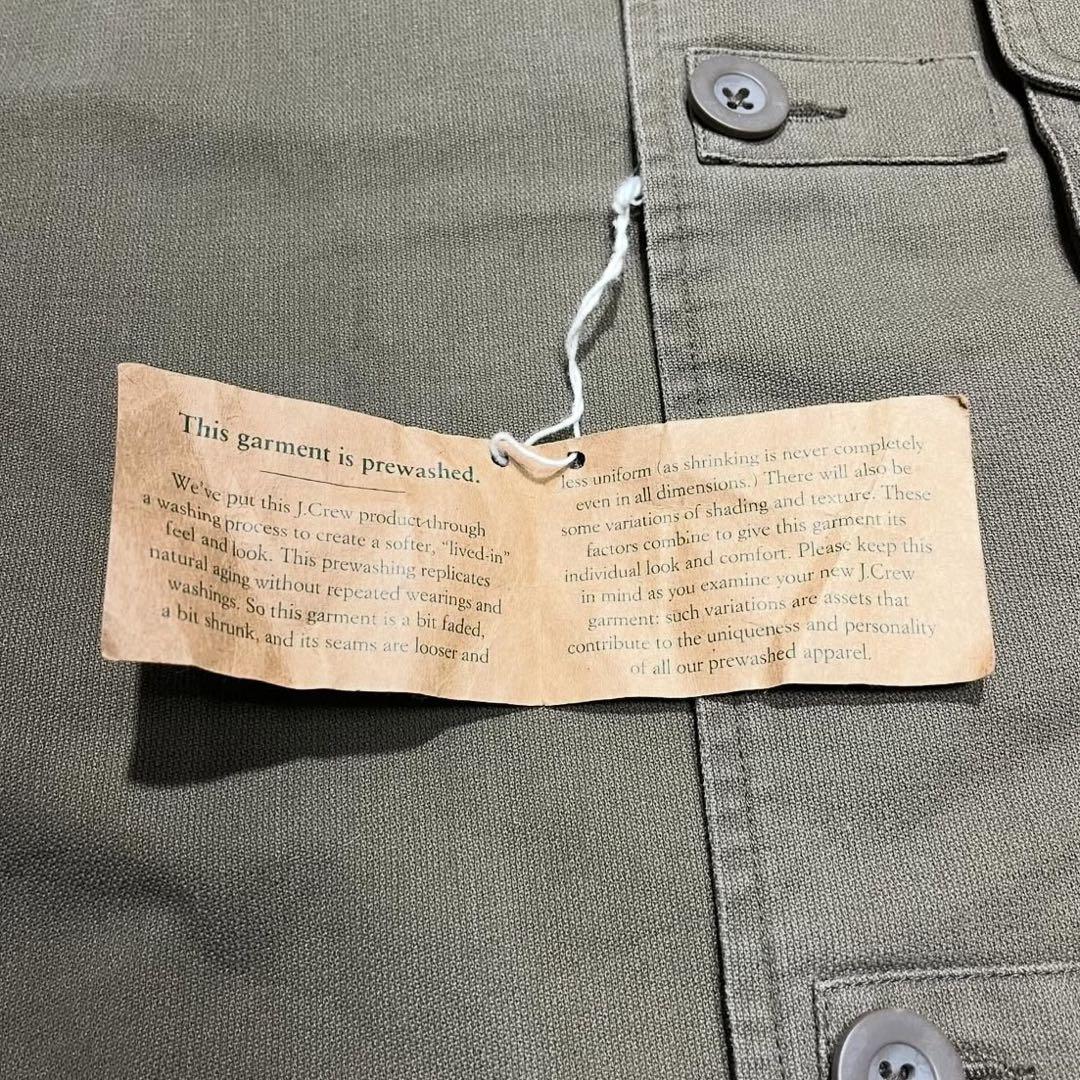 This garment is prewashed.
We've put this J.Crew product through
a washing process to create a softer, "lived-in"
feel and look. This prewashing replicates
natural aging without repeated wearings and
washings. So this garment is a bit faded,
a bit shrunk, and its seams are looser and
less uniform (as shrinking is never completely
even in all dimensions.) There will also be
some variations of shading and texture. These
factors combine to give this garment its
individual look and comfort. Please keep this
in mind as you examine your new J.Crew
garment: such variations are assets that
contribute to the uniqueness and personality
of all our prewashed apparel.